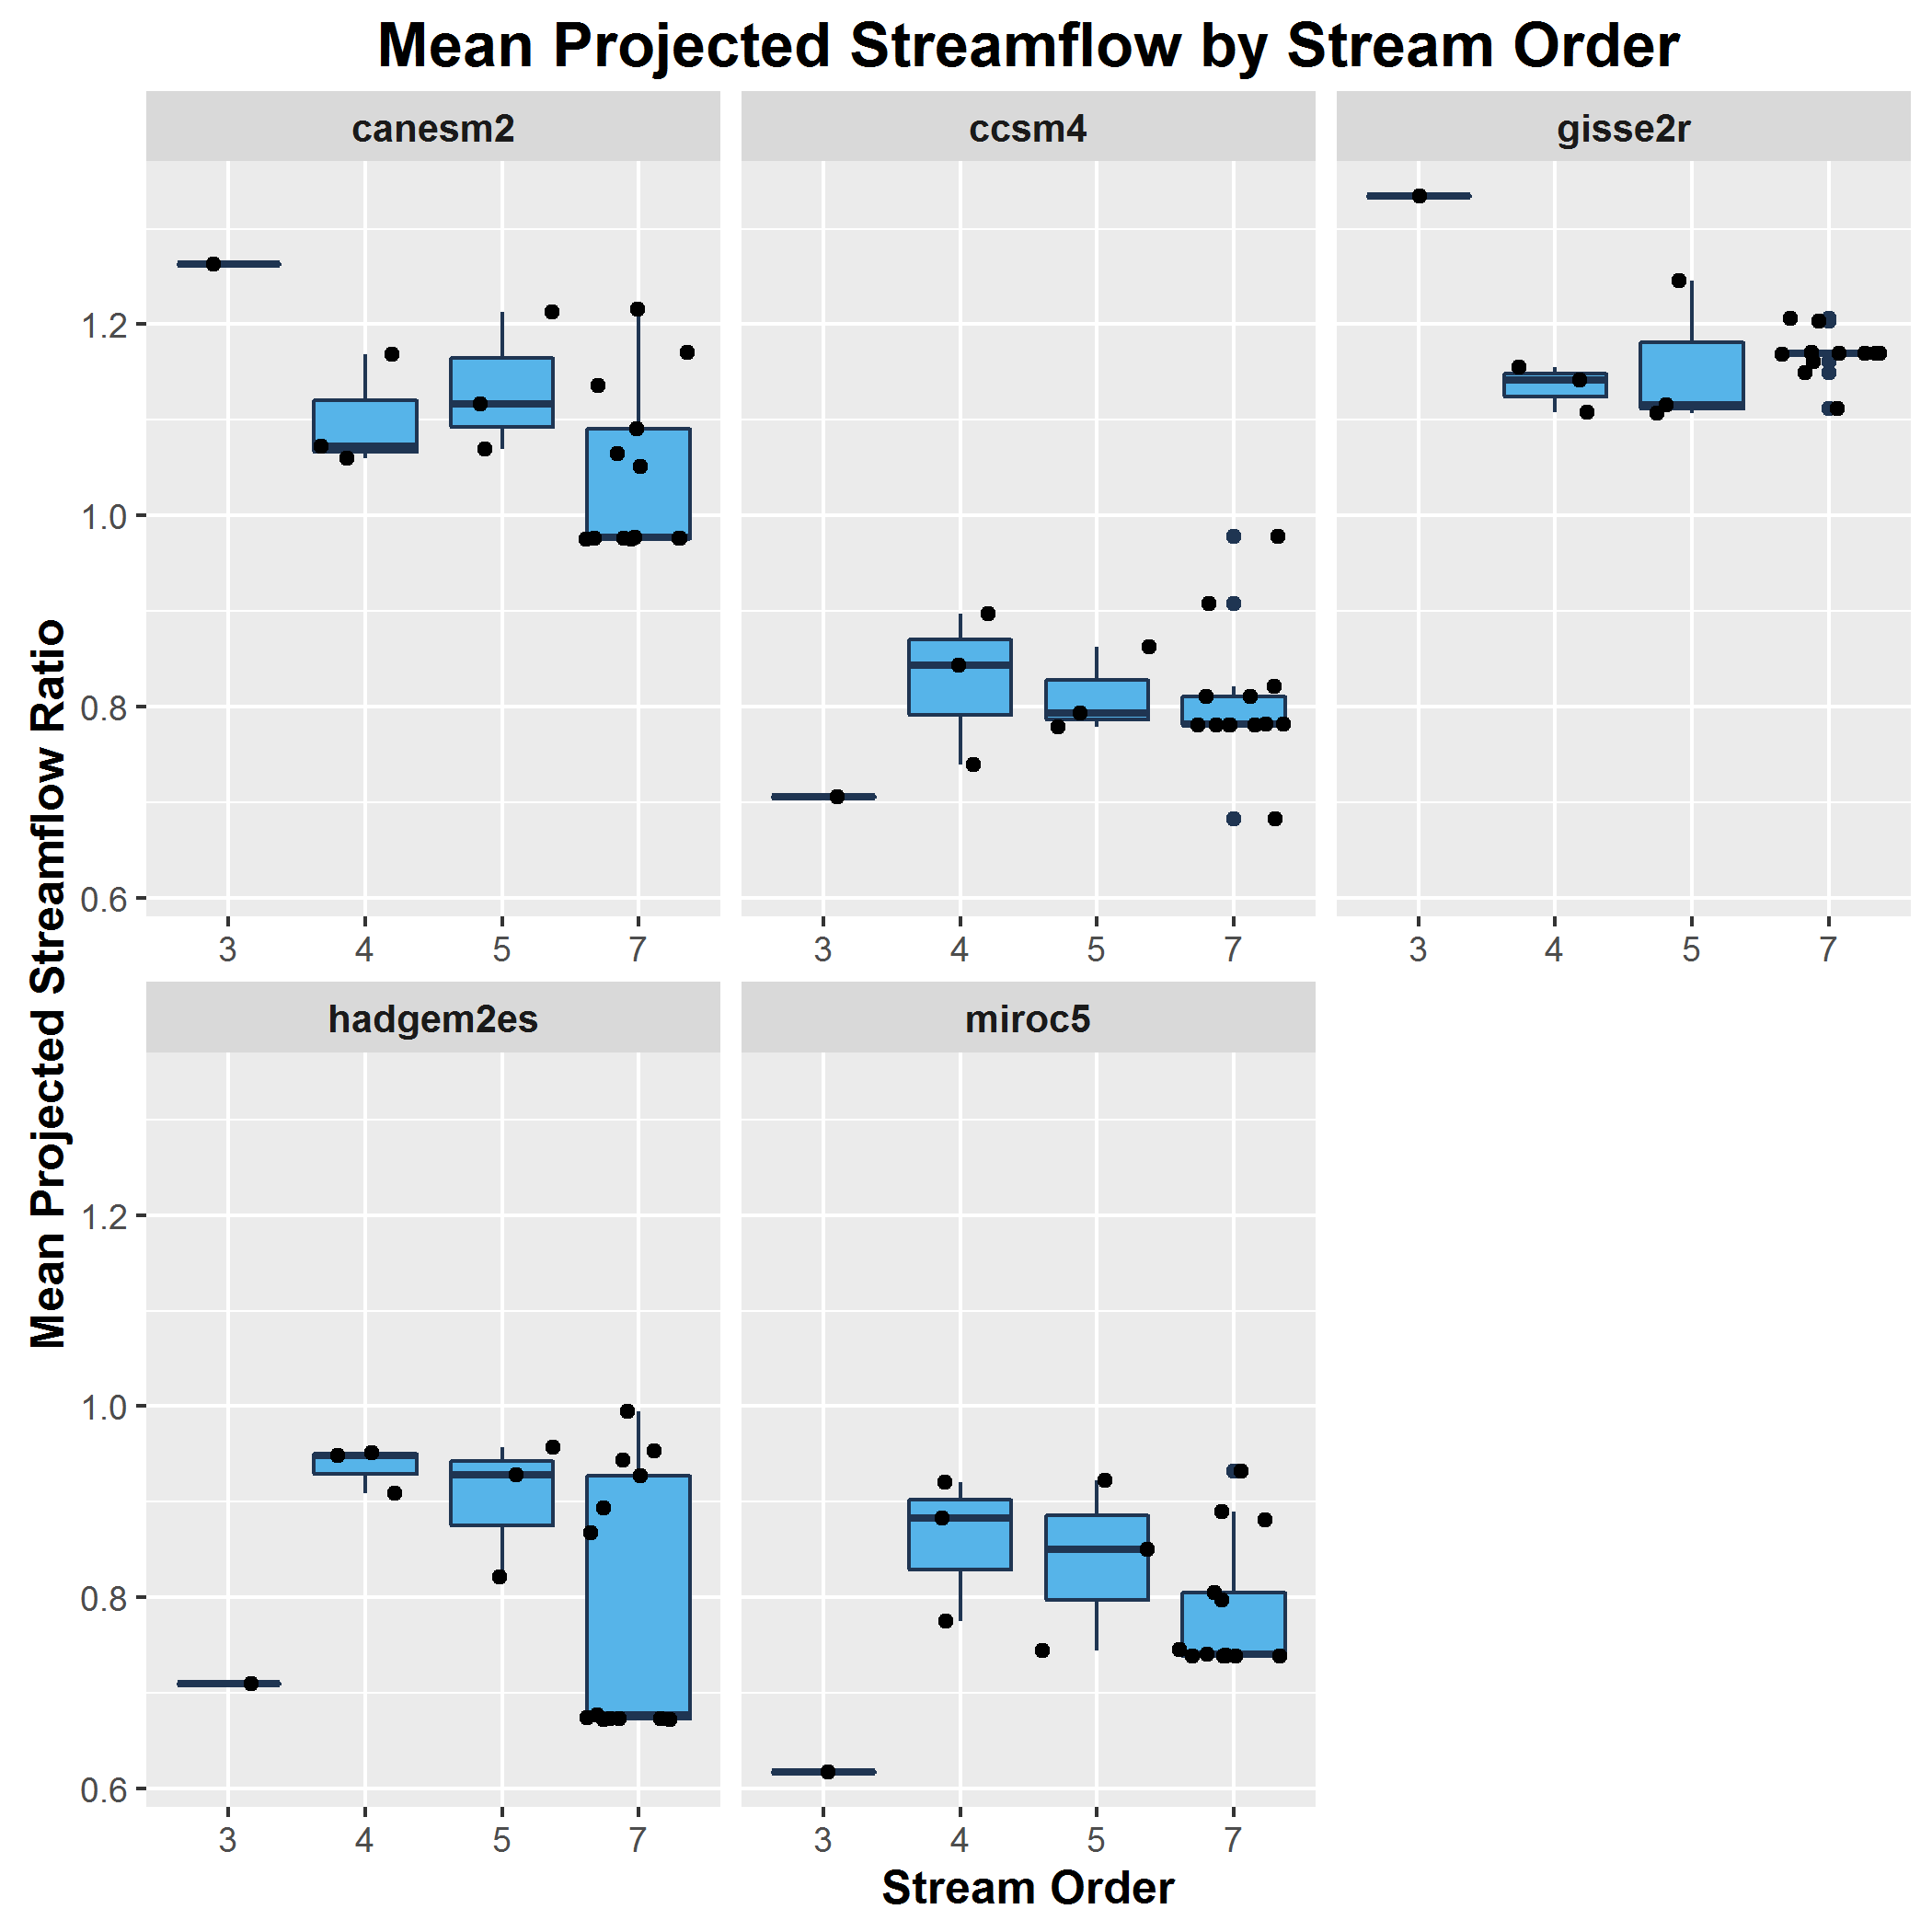 Mean Projected Streamflow by Stream Order
canesm2
ccsm4
gisse2r
Mean Projected Streamflow Ratio
1.2
1.0
0.8
0.6
3 4 5 7
3 4 5 7
3 4 5 7
hadgem2es
miroc5
1.2
1.0
0.8
0.6
3 4 5 7
3 4 5 7
Stream Order